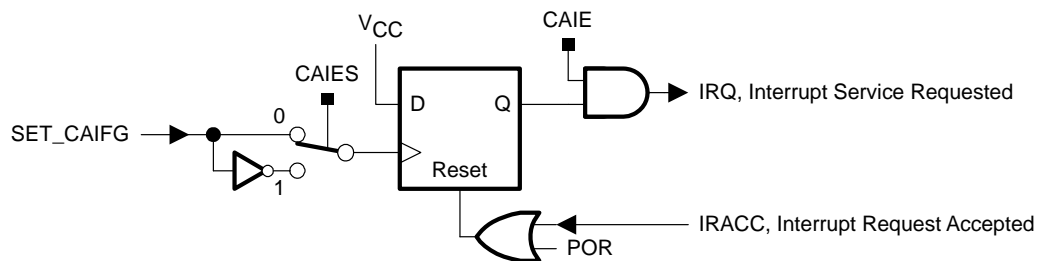 CAIE
VCC
CAIES
D
Q
IRQ, Interrupt Service Requested
0
SET_CAIFG
Reset
1
IRACC, Interrupt Request Accepted
POR